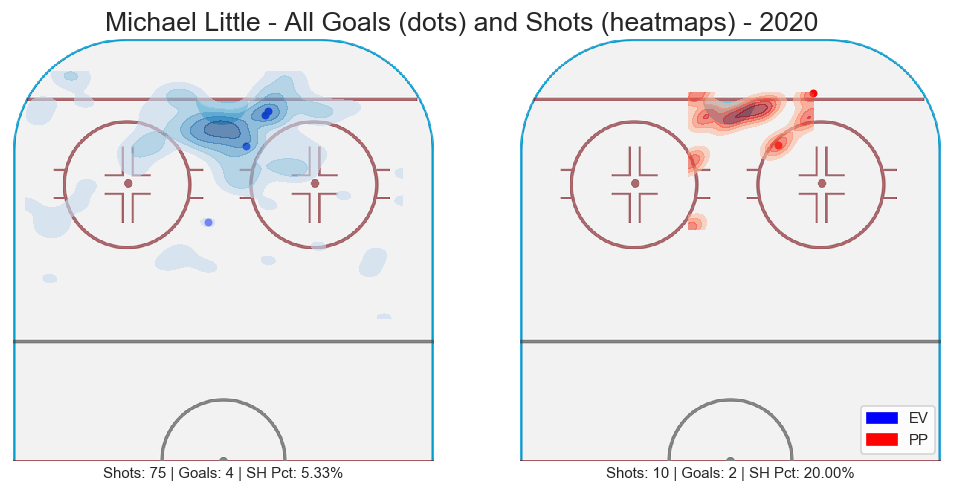 Michael Little - All Goals (dots) and Shots (heatmaps) - 2020
EV
PP
Shots: 75 | Goals: 4 | SH Pct: 5.33%
Shots: 10 | Goals: 2 | SH Pct: 20.00%